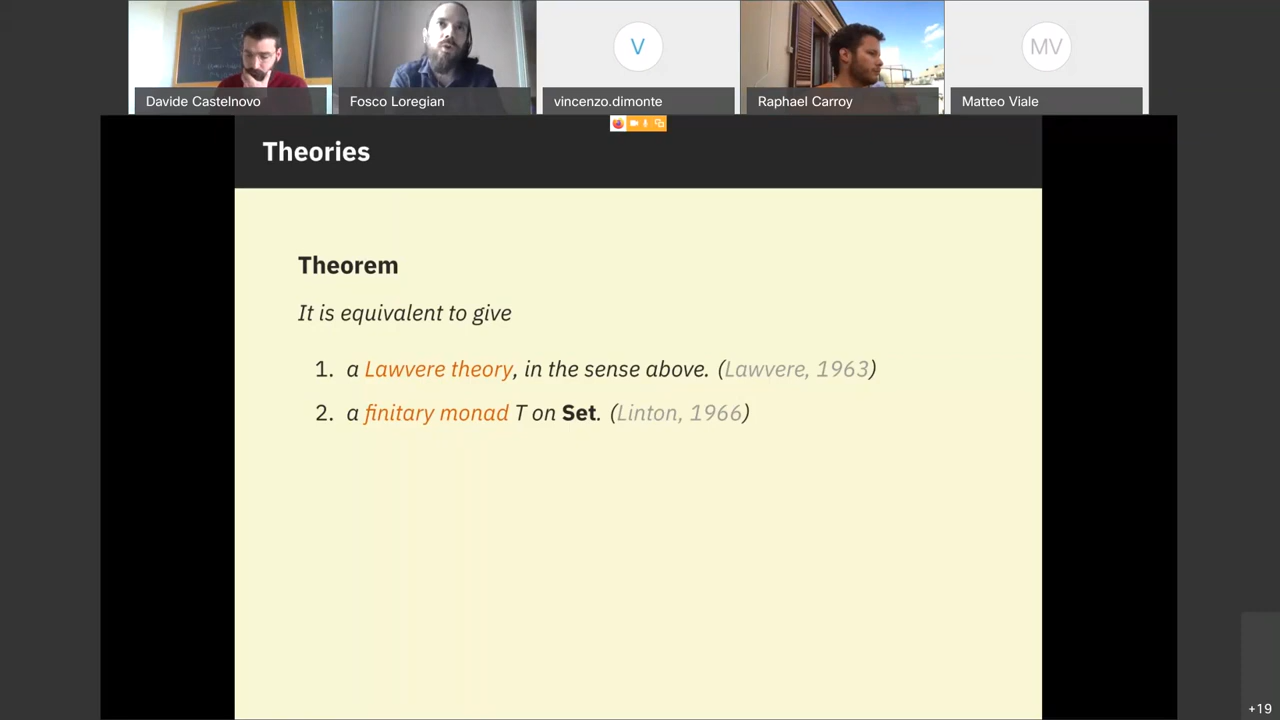 V
MV
Davide Castelnovo
Fosco Loregian
vincenzo.dimonte
Raphael Carroy
Matteo Viale
Theories
Theorem
It is equivalent to give
1. a Lawvere theory, in the sense above. (Lawvere, 1963)
2. a finitary monad T on Set. (Linton, 1966)
+19